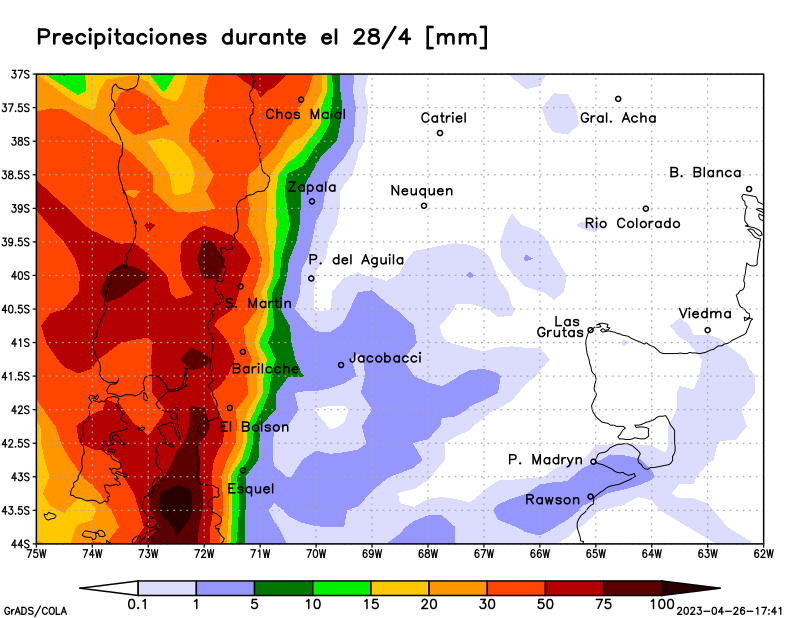 Precipitaciones durante el 28/4 [mm]
37S
37.5S
38S
38.5S
39S
39.5S
40S
40.5S
41S
41.5S
42S
42.5S
43S
43.5S
44S
Chos Malal
Catriel
Gral. Acha
B. Blanca
Zapala
Neuquen
Rio Colorado
P. del Aguila
S. Martin
Viedma
Las
Grutas
Bariloche
Jacobacci
El Bolson
P. Madryn
Esquel
Rawson
75W 74W 73W 72W 71W 70W 69W 68W 67W 66W 65W 64W 63W 62W
0.1 1 5 10 15 20 30 50 75 100
GrADS/COLA
2023-04-26-17:41